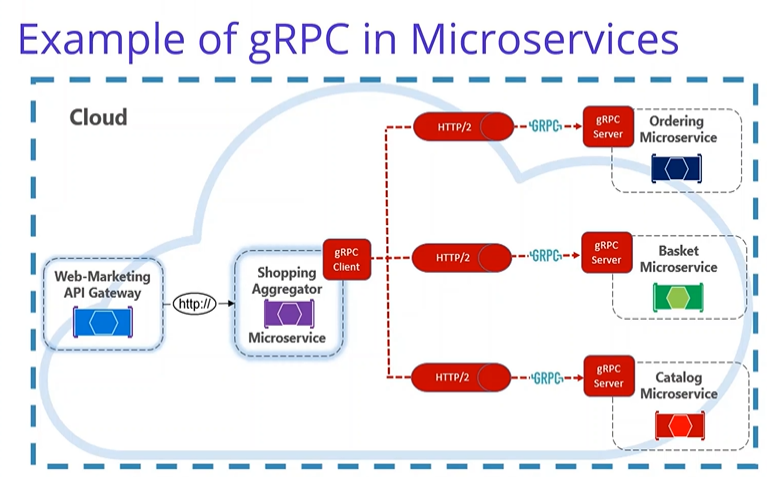 Example of gRPC in Microservices
Cloud
Web-Marketing
API Gateway
http://
Shopping
Aggregator
Microservice
gRPC
Client
HTTP/2
GRPC
gRPC
Server
Ordering
Microservice
HTTP/2
GRPC
gRPC
Server
Basket
Microservice
HTTP/2
GRPC
gRPC
Server
Catalog
Microservice